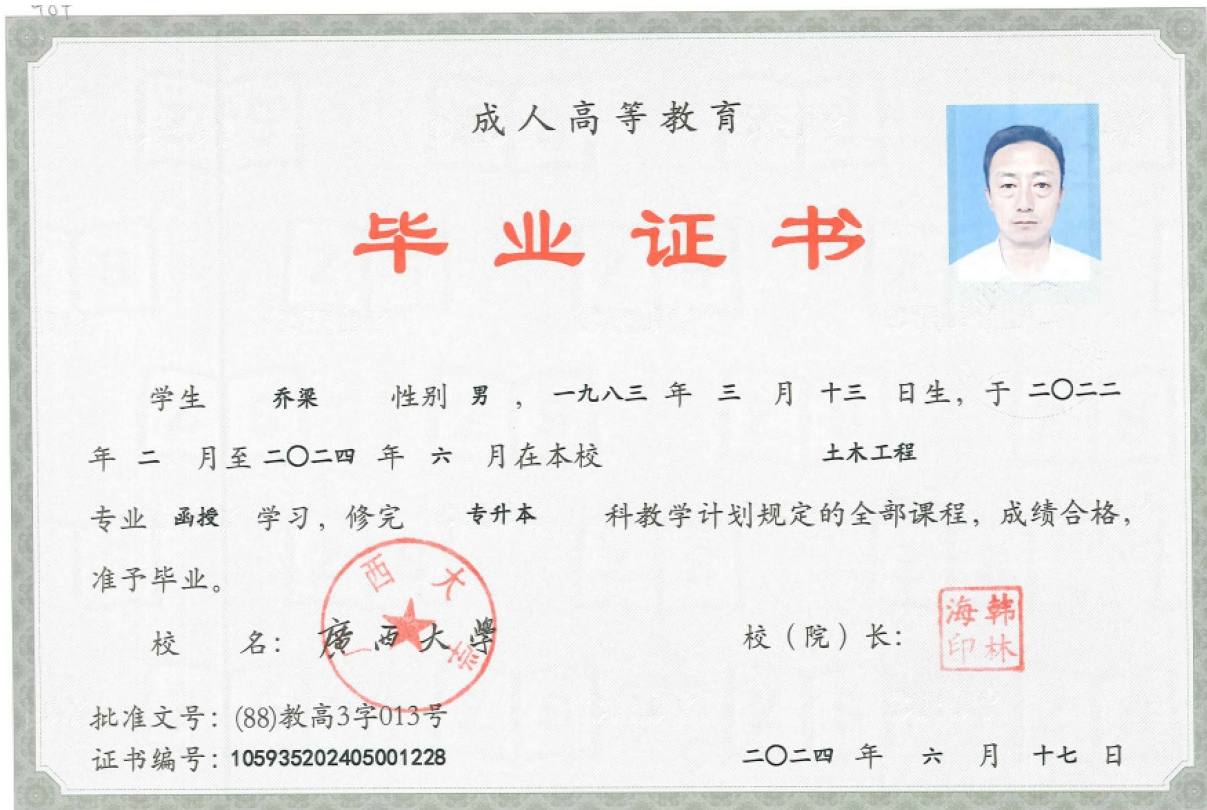 成人高等教育
毕业证书
学生 乔梁 性别 男 , 一九八三 年 三 月 十三 日生, 于 二〇二二
年 二 月至 二〇二四 年 六 月在本校 土木工程
专业 函授 学习, 修完 专升本 科教学计划规定的全部课程, 成绩合格,
准予毕业。
西大学
校 名: 廣西大學
校(院)长:
韩林海印
批准文号: (88)教高3字013号
证书编号: 105935202405001228
二〇二四 年 六 月 十七 日